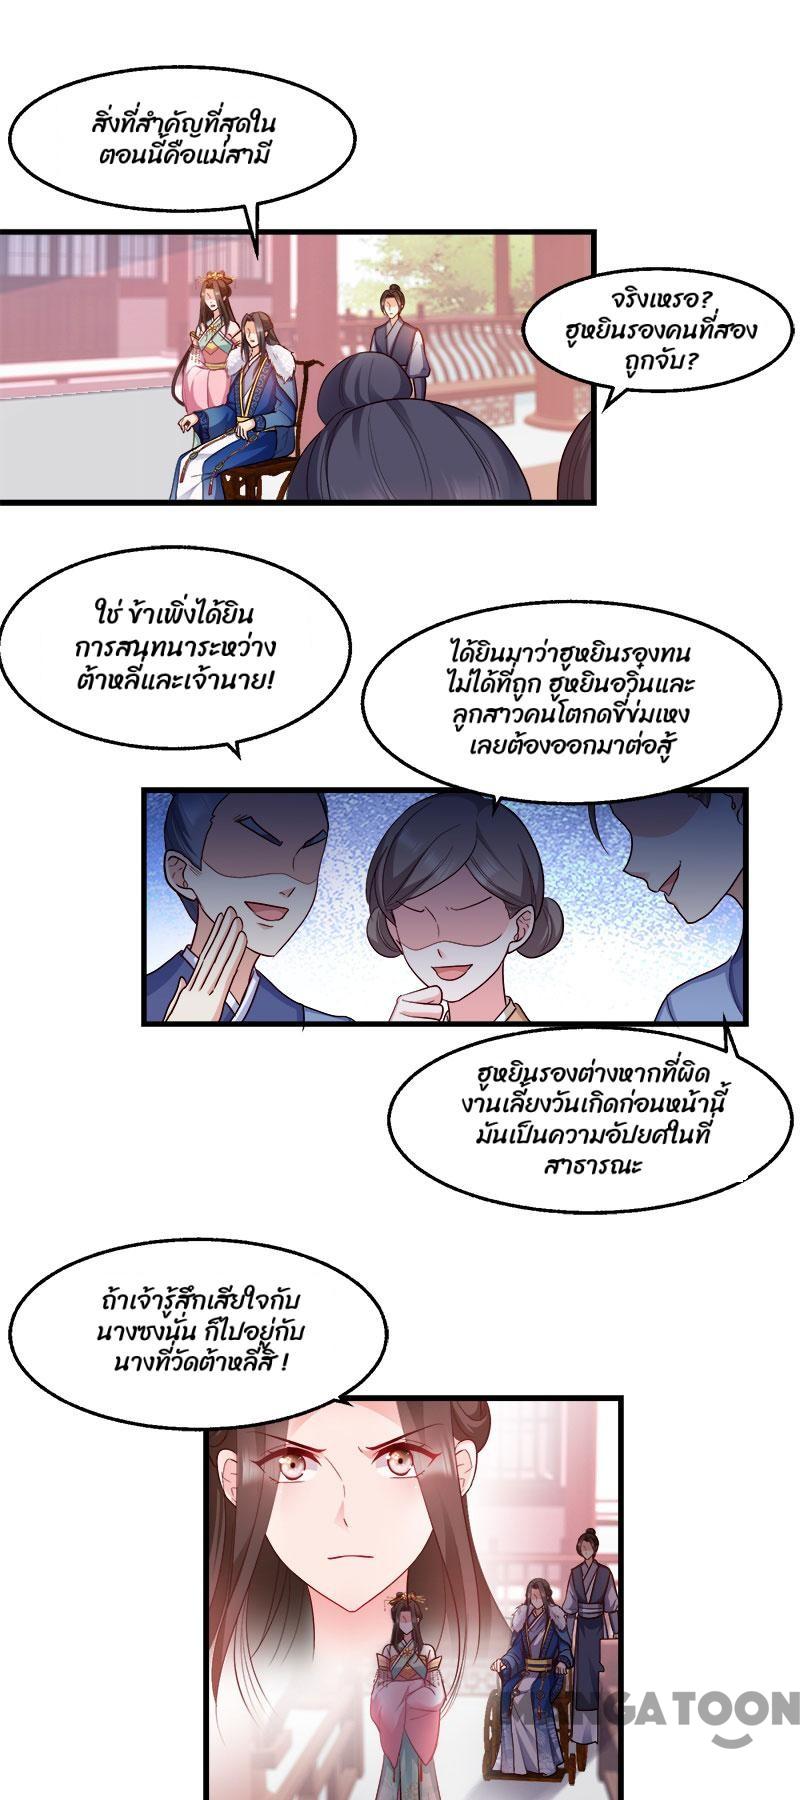 สิ่งที่สำคัญที่สุดใน
ตอนนี้คือแม่สามี
จริงเหรอ?
ฮูหยินรองคนที่สอง
ถูกจับ?
ใช่ ข้าเพิ่งได้ยิน
การสนทนาระหว่าง
ต้าหลี่และเจ้านาย!
ได้ยินมาว่าฮูหยินรองทน
ไม่ได้ที่ถูก ฮูหยินอวิ๋นและ
ลูกสาวคนโตกดขี่ข่มเหง
เลยต้องออกมาต่อสู้
ฮูหยินรองต่างหากที่ผิด
งานเลี้ยงวันเกิดก่อนหน้านี้
มันเป็นความอัปยศในที่
สาธารณะ
ถ้าเจ้ารู้สึกเสียใจกับ
นางซงนั่น ก็ไปอยู่กับ
นางที่วัดต้าหลี่สิ !
MANGATOON